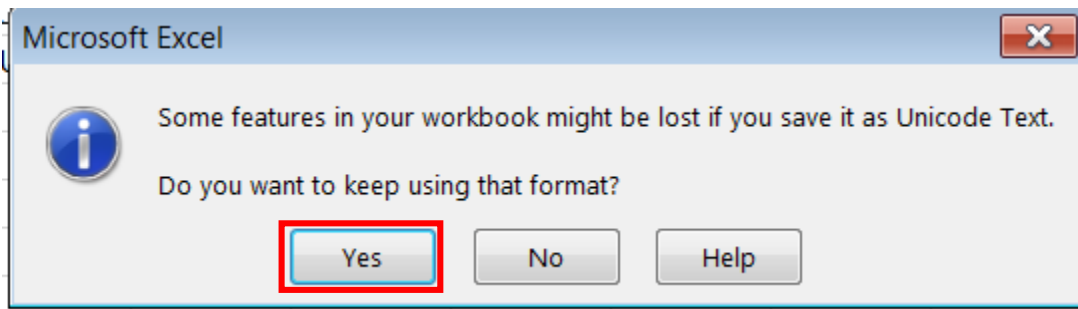 Microsoft Excel
Some features in your workbook might be lost if you save it as Unicode Text.
Do you want to keep using that format?
Yes
No
Help